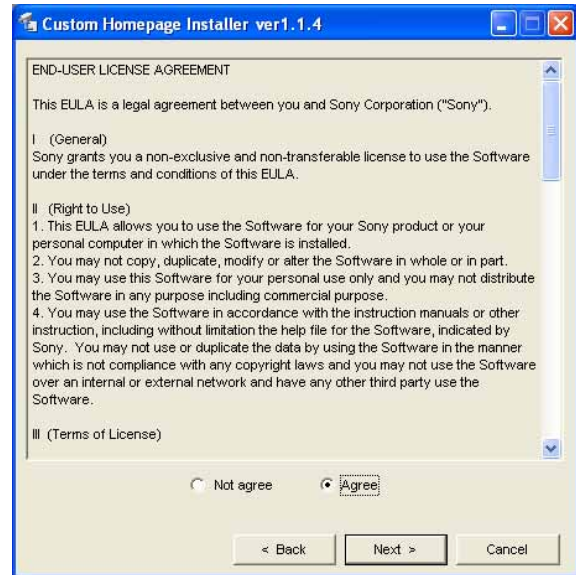 Custom Homepage Installer ver1.1.4
END-USER LICENSE AGREEMENT
This EULA is a legal agreement between you and Sony Corporation ("Sony").
I (General)
Sony grants you a non-exclusive and non-transferable license to use the Software
under the terms and conditions of this EULA.
II (Right to Use)
1. This EULA allows you to use the Software for your Sony product or your
personal computer in which the Software is installed.
2. You may not copy, duplicate, modify or alter the Software in whole or in part.
3. You may use this Software for your personal use only and you may not distribute
the Software in any purpose including commercial purpose.
4. You may use the Software in accordance with the instruction manuals or other
instruction, including without limitation the help file for the Software, indicated by
Sony. You may not use or duplicate the data by using the Software in the manner
which is not compliance with any copyright laws and you may not use the Software
over an internal or external network and have any other third party use the
Software.
III (Terms of License)
Not agree Agree
< Back Next > Cancel